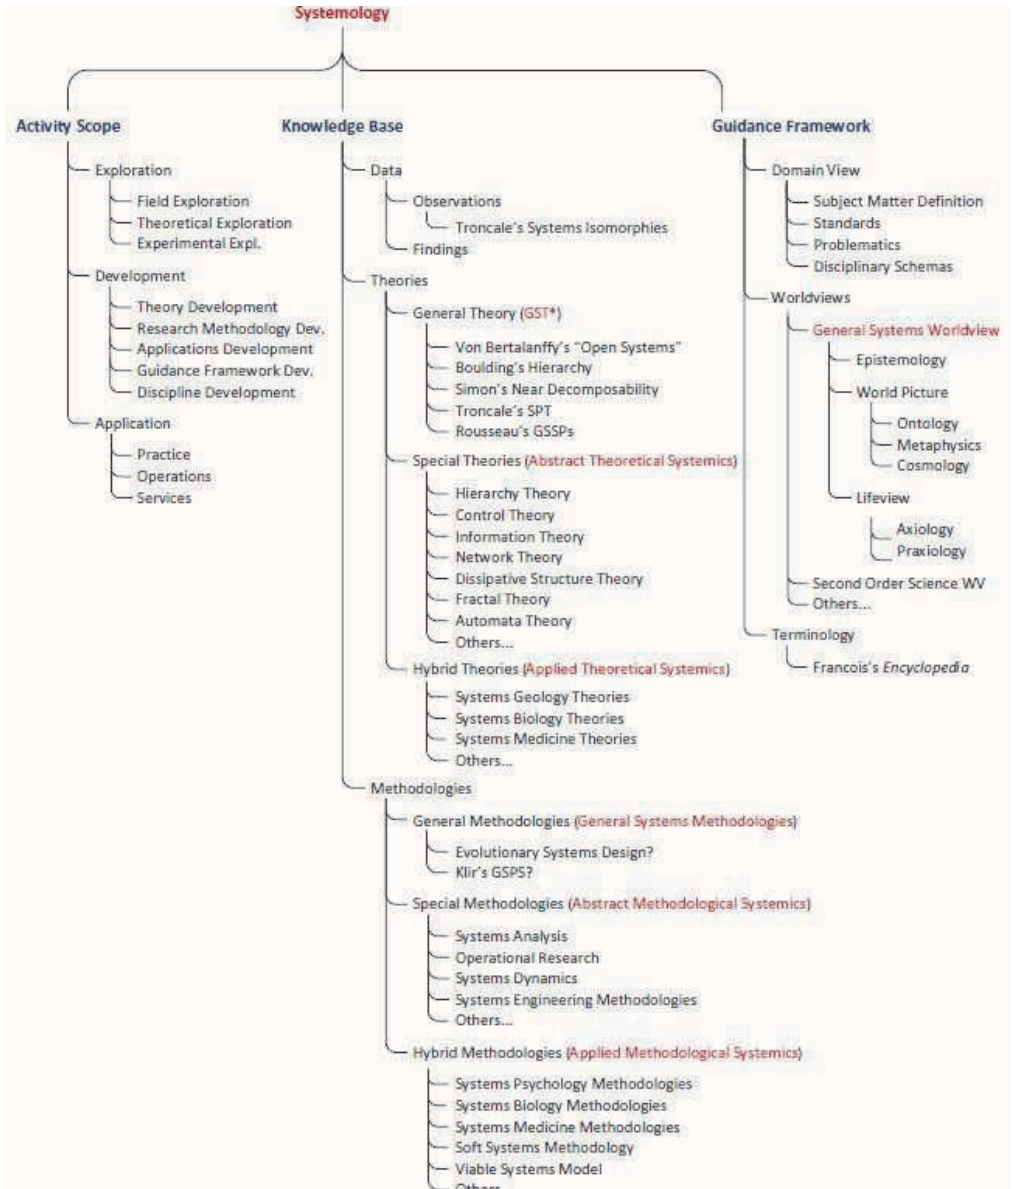 Systemology
Activity Scope
Exploration
Field Exploration
Theoretical Exploration
Experimental Expl.
Development
Theory Development
Research Methodology Dev.
Applications Development
Guidance Framework Dev.
Discipline Development
Application
Practice
Operations
Services
Knowledge Base
Data
Observations
Troncale's Systems Isomorphies
Findings
Theories
General Theory (GST*)
Von Bertalanffy's "Open Systems"
Boulding's Hierarchy
Simon's Near Decomposability
Troncale's SPT
Rousseau's GSSPs
Special Theories (Abstract Theoretical Systemics)
Hierarchy Theory
Control Theory
Information Theory
Network Theory
Dissipative Structure Theory
Fractal Theory
Automata Theory
Others...
Hybrid Theories (Applied Theoretical Systemics)
Systems Geology Theories
Systems Biology Theories
Systems Medicine Theories
Others...
Methodologies
General Methodologies (General Systems Methodologies)
Evolutionary Systems Design?
Klir's GSPS?
Special Methodologies (Abstract Methodological Systemics)
Systems Analysis
Operational Research
Systems Dynamics
Systems Engineering Methodologies
Others...
Hybrid Methodologies (Applied Methodological Systemics)
Systems Psychology Methodologies
Systems Biology Methodologies
Systems Medicine Methodologies
Soft Systems Methodology
Viable Systems Model
Others
Guidance Framework
Domain View
Subject Matter Definition
Standards
Problematics
Disciplinary Schemas
Worldviews
General Systems Worldview
Epistemology
World Picture
Ontology
Metaphysics
Cosmology
Lifeview
Axiology
Praxiology
Second Order Science WV
Others...
Terminology
Francois's Encyclopedia